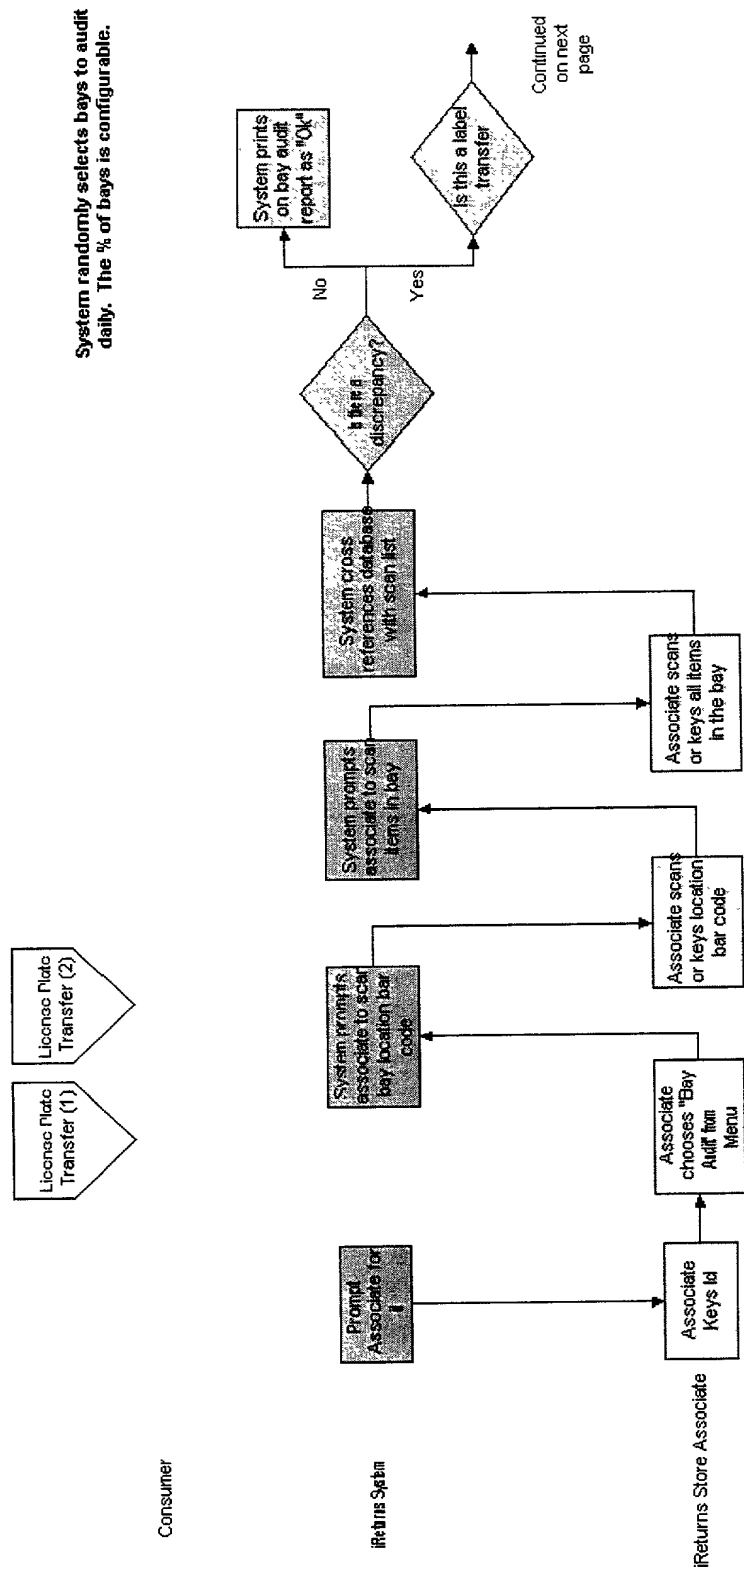 System randomly selects bays to audit
daily. The % of bays is configurable.
License Plate
Transfer (1)
License Plate
Transfer (2)
Consumer
iReturns System
Prompt
Associate for
id
System prompts
associate to scan
bay location bar
code
System prompts
associate to scan
items in bay
System cross
references database
with scan list
Is there a
discrepancy?
No
Yes
System prints
on bay audit
report as "Ok"
Is this a label
transfer
Continued
on next
page
iReturns Store Associate
Associate
Keys Id
Associate
chooses "Bay
Audit" from
Menu
Associate scans
or keys location
bar code
Associate scans
or keys all items
in the bay